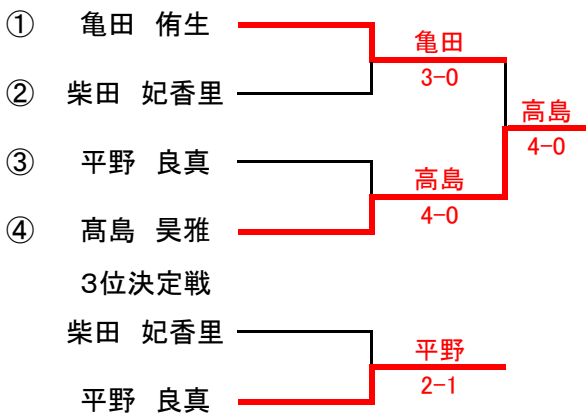 ① 亀田 侑生
亀田
3-0
② 柴田 妃香里
高島
4-0
③ 平野 良真
高島
4-0
④髙島 昊雅
3位決定戦
柴田 妃香里
平野
2-1
平野 良真